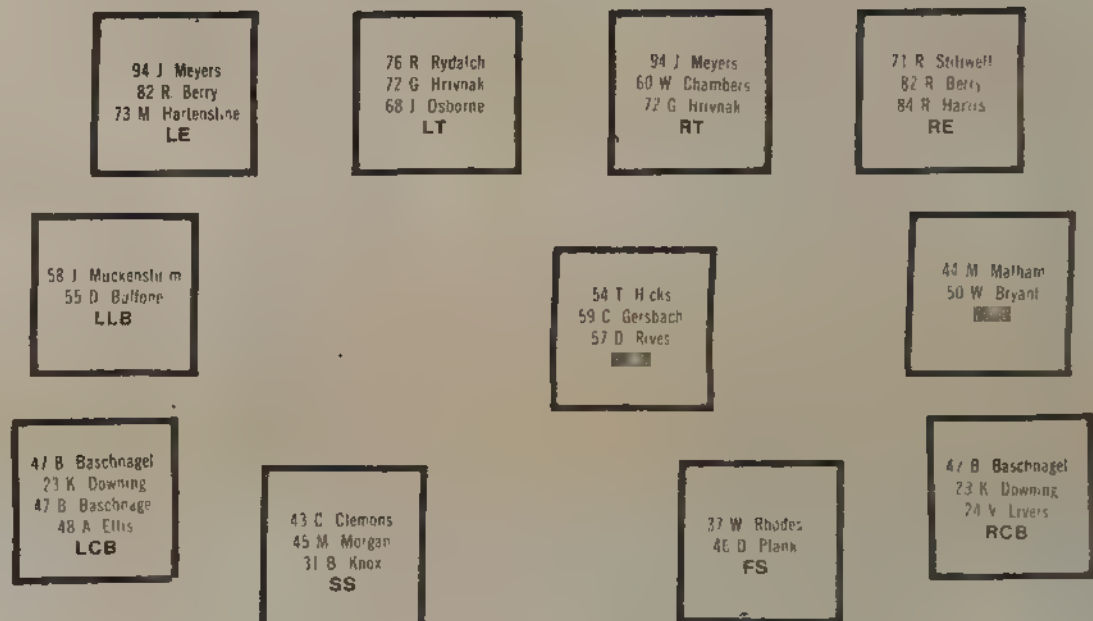 94 J Meyers
82 R. Berry
73 M Hartenstine
LE
76 R Rydalch
72 G Hrivnak
68 J Osborne
LT
94 J Meyers
60 W Chambers
72 G Hrivnak
RT
71 R Stillwell
82 R Berry
84 R Harris
RE
58 J Muckensturm
55 D
LLB
54 T Hicks
59 C Gersbach
57 D Rives
44 M Malham
50 W Bryant
47 B Baschnagel
23 K Downing
47 B Baschnage
48 A Ellis
LCB
43 C Clemons
45 M Morgan
31 B Knox
SS
37 W Rhodes
46 D Plank
FS
47 B Baschnagel
23 K Downing
24 V Livers
RCB